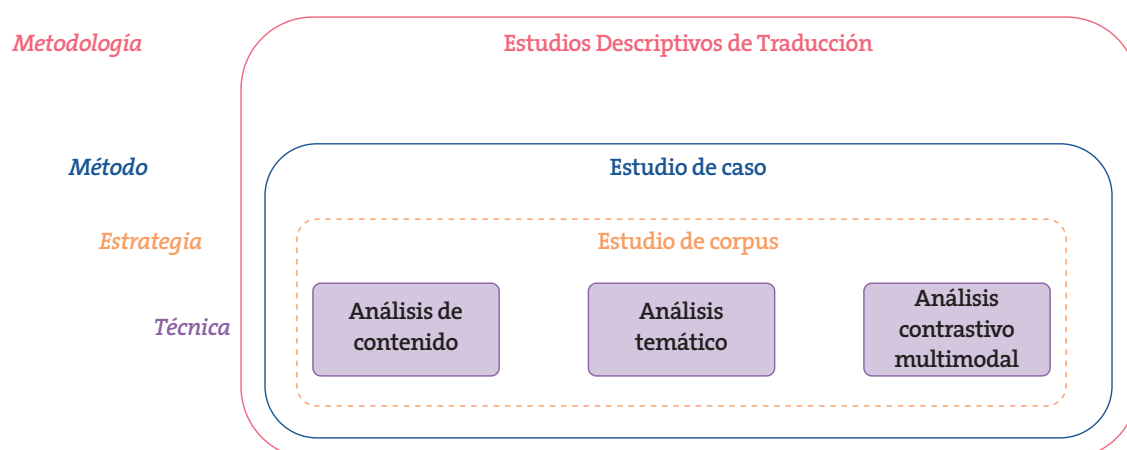 Metodología
Estudios Descriptivos de Traducción
Método
Estudio de caso
Estrategia
Estudio de corpus
Técnica
Análisis de
contenido
Análisis
temático
Análisis
contrastivo
multimodal